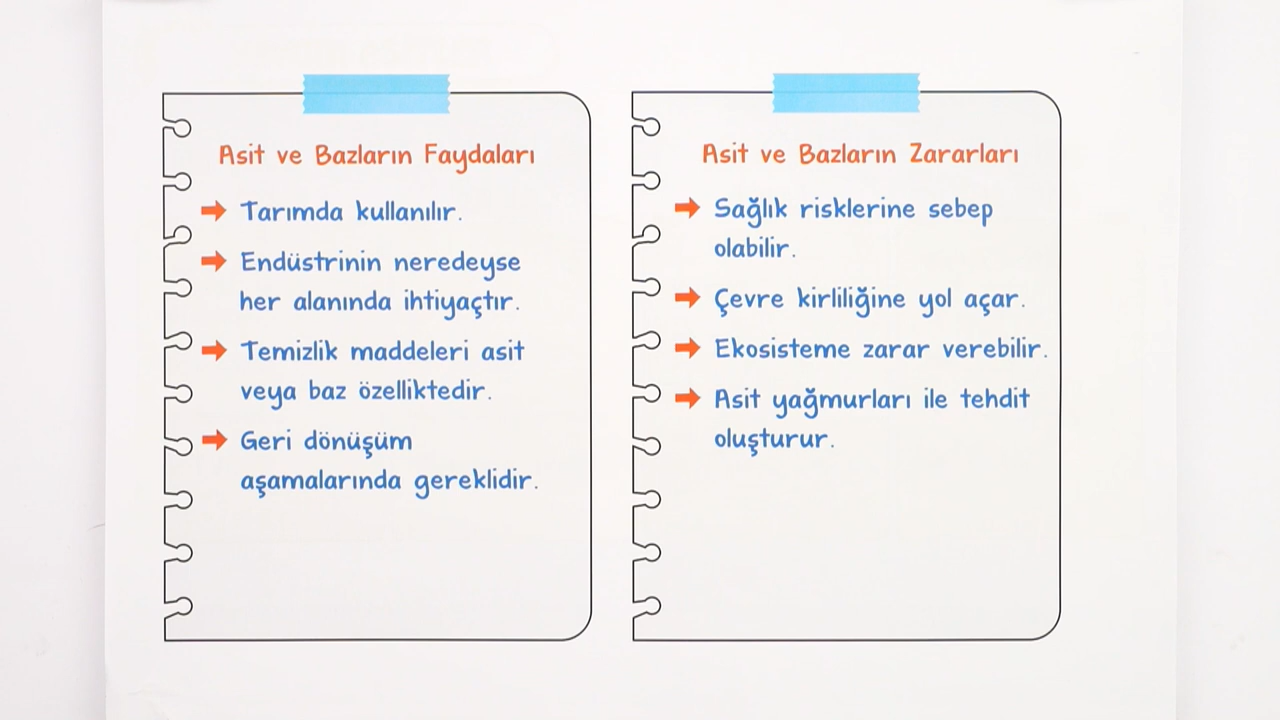 Asit ve Bazların Faydaları
Tarımda kullanılır.
Endüstrinin neredeyse
her alanında ihtiyaçtır.
Temizlik maddeleri asit
veya baz özelliktedir.
Geri dönüşüm
aşamalarında gereklidir.
Asit ve Bazların Zararları
Sağlık risklerine sebep
olabilir.
Çevre kirliliğine yol açar.
Ekosisteme zarar verebilir.
Asit yağmurları ile tehdit
oluşturur.